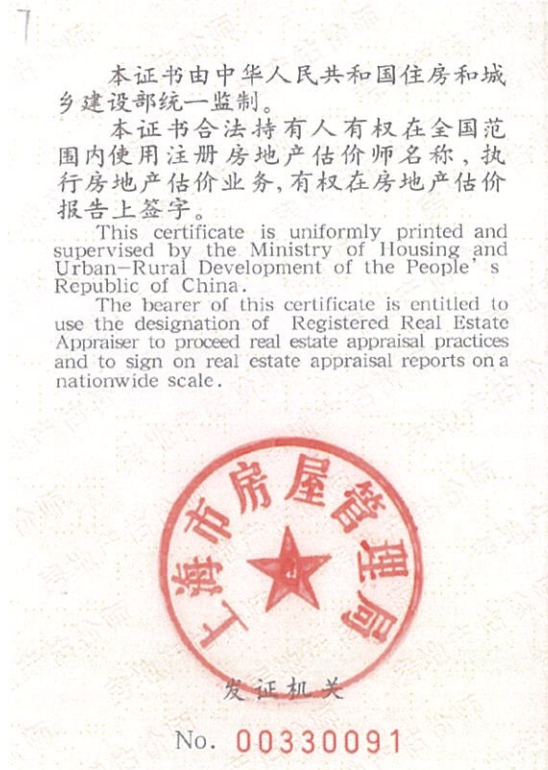 7
本证书由中华人民共和国住房和城
乡建设部统一监制。
本证书合法持有人有权在全国范
围内使用注册房地产估价师名称，执
行房地产估价业务，有权在房地产估价
报告上签字。
This certificate is uniformly printed and
supervised by the Ministry of Housing and
Urban—Rural Development of the People’s
Republic of China.
The bearer of this certificate is entitled to
use the designation of Registered Real Estate
Appraiser to proceed real estate appraisal practices
and to sign on real estate appraisal reports on a
nationwide scale.
上海市房屋管理局
发证机关
No. 00330091